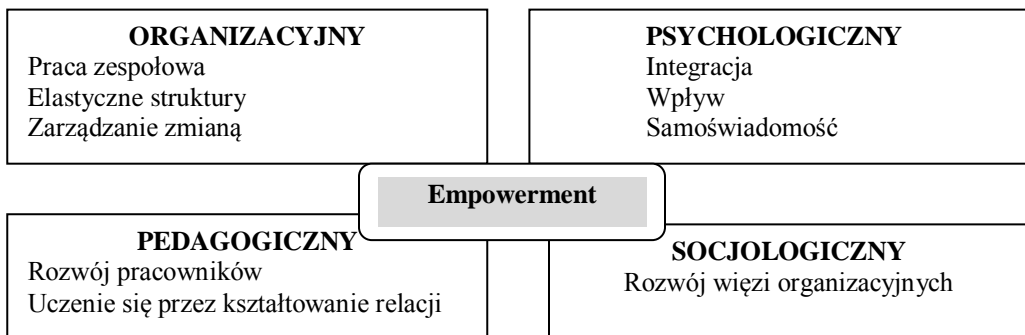 ORGANIZACYJNY
Praca zespołowa
Elastyczne struktury
Zarządzanie zmianą
PSYCHOLOGICZNY
Integracja
Wpływ
Samoświadomość
Empowerment
PEDAGOGICZNY
Rozwój pracowników
Uczenie się przez kształtowanie relacji
SOCJOLOGICZNY
Rozwój więzi organizacyjnych